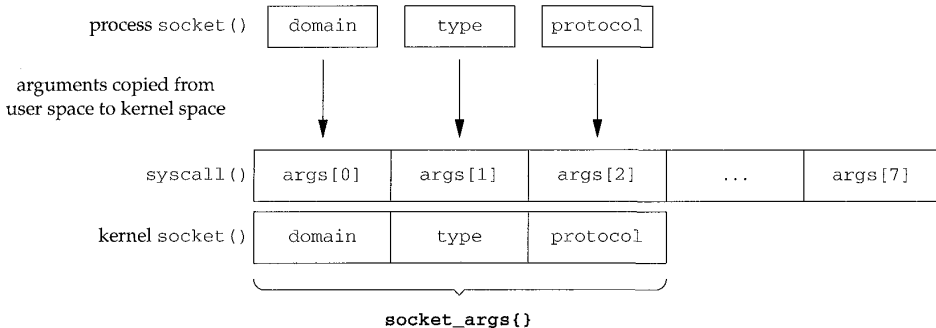 process socket() domain type protocol
arguments copied from
user space to kernel space
syscall() args[0] args[1] args[2] ... args[7]
kernel socket() domain type protocol
socket_args{}